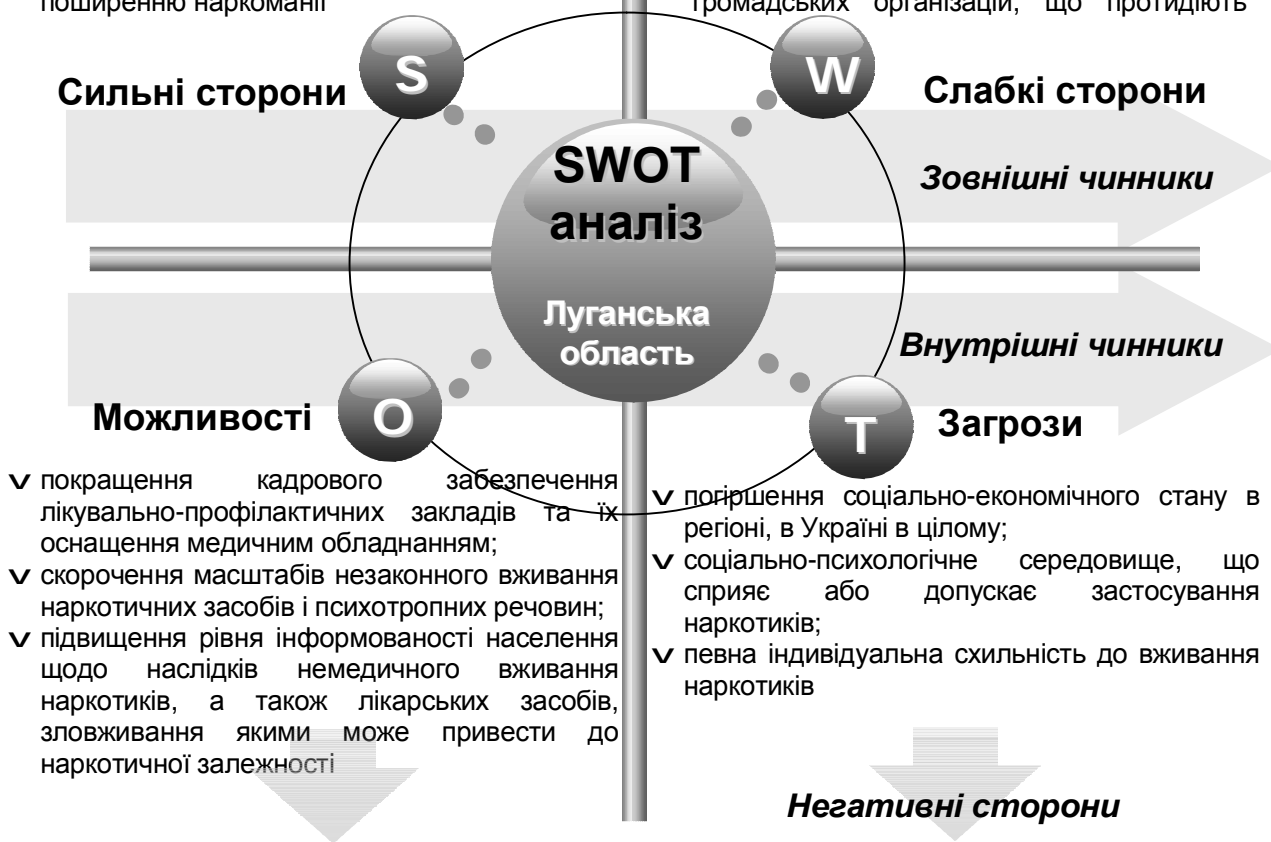 поширенню наркоманії
громадських організацій, що протидіють
S
W
Сильні сторони
Слабкі сторони
SWOT
аналіз
Зовнішні чинники
Луганська
область
Внутрішні чинники
Можливості
O
T
Загрози
v покращення кадрового забезпечення
лікувально-профілактичних закладів та їх
оснащення медичним обладнанням;
v скорочення масштабів незаконного вживання
наркотичних засобів і психотропних речовин;
v підвищення рівня інформованості населення
щодо наслідків немедичного вживання
наркотиків, а також лікарських засобів,
зловживання якими може привести до
наркотичної залежності
v погіршення соціально-економічного стану в
регіоні, в Україні в цілому;
v соціально-психологічне середовище, що
сприяє або допускає застосування
наркотиків;
v певна індивідуальна схильність до вживання
наркотиків
Негативні сторони